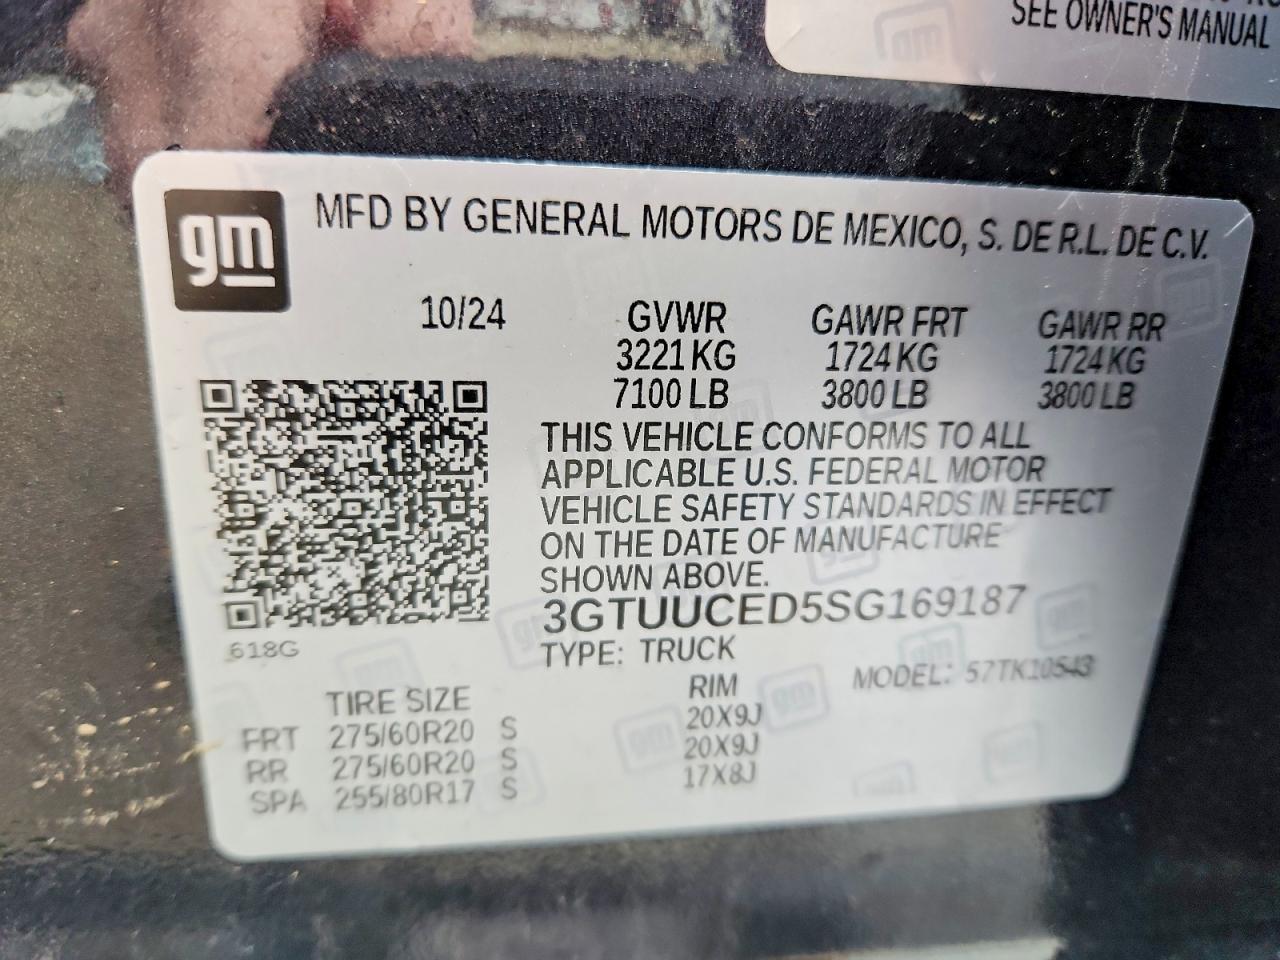 SEE OWNER'S MANUAL
gm
MFD BY GENERAL MOTORS DE MEXICO, S. DE R.L. DE C.V.
10/24 GVWR GAWR FRT GAWR RR
3221 KG 1724 KG 1724 KG
7100 LB 3800 LB 3800 LB
THIS VEHICLE CONFORMS TO ALL
APPLICABLE U.S. FEDERAL MOTOR
VEHICLE SAFETY STANDARDS IN EFFECT
ON THE DATE OF MANUFACTURE
SHOWN ABOVE.
3GTUUCED5SG169187
618G
TYPE: TRUCK
MODEL: 57TK10543
TIRE SIZE RIM
FRT 275/60R20 S 20X9J
RR 275/60R20 S 20X9J
SPA 255/80R17 S 17X8J